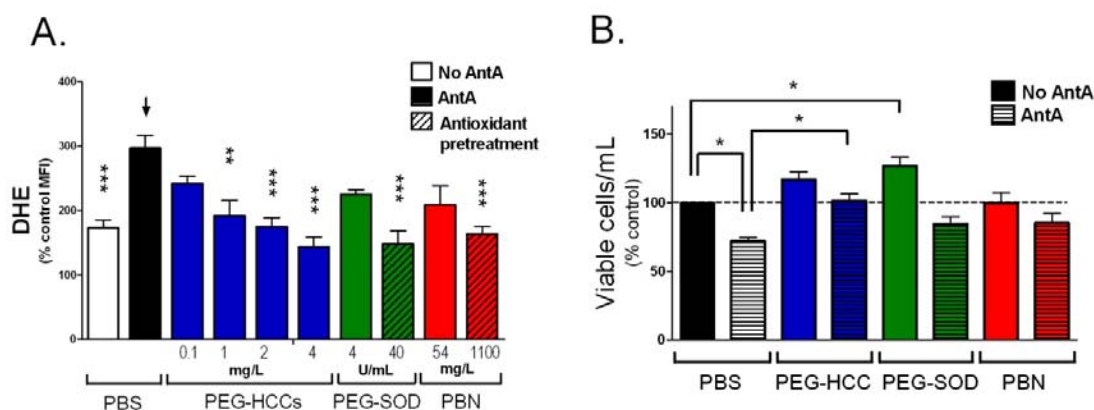 A.
No AntA
AntA
Antioxidant
pretreatment
DHE
(% control MFI)
400
300
200
100
0
***
**
***
***
***
***
0.1 1 2 4 4 40 54 1100
mg/L U/mL mg/L
PBS PEG-HCCs PEG-SOD PBN
B.
No AntA
AntA
Viable cells/mL
(% control)
150
100
50
0
*
*
*
PBS PEG-HCC PEG-SOD PBN